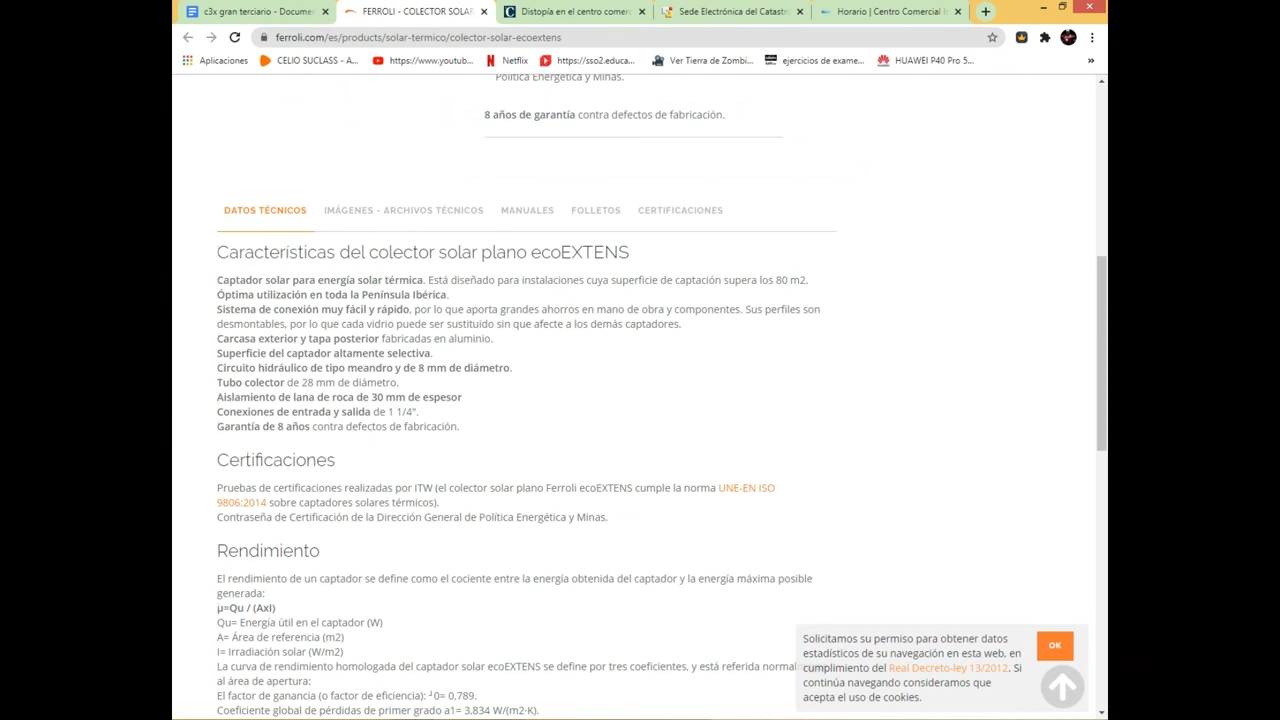 c3x gran terciario - Documen
FERROLI - COLECTOR SOLAR
Distopía en el centro comerc
Sede Electrónica del Catastr
Horario | Centro Comercial Is
ferroli.com/es/products/solar-termico/colector-solar-ecoextens
Aplicaciones
CELIO SUCLASS - A...
https://www.youtub...
Netflix
https://sso2.educa...
Ver Tierra de Zombi...
ejercicios de exame...
HUAWEI P40 Pro 5...
»
Política Energética y Minas.
8 años de garantía contra defectos de fabricación.
DATOS TÉCNICOS
IMÁGENES - ARCHIVOS TÉCNICOS
MANUALES
FOLLETOS
CERTIFICACIONES
Características del colector solar plano ecoEXTENS
Captador solar para energía solar térmica. Está diseñado para instalaciones cuya superficie de captación supera los 80 m2.
Óptima utilización en toda la Península Ibérica.
Sistema de conexión muy fácil y rápido, por lo que aporta grandes ahorros en mano de obra y componentes. Sus perfiles son
desmontables, por lo que cada vidrio puede ser sustituido sin que afecte a los demás captadores.
Carcasa exterior y tapa posterior fabricadas en aluminio.
Superficie del captador altamente selectiva.
Circuito hidráulico de tipo meandro y de 8 mm de diámetro.
Tubo colector de 28 mm de diámetro.
Aislamiento de lana de roca de 30 mm de espesor
Conexiones de entrada y salida de 1 1/4".
Garantía de 8 años contra defectos de fabricación.
Certificaciones
Pruebas de certificaciones realizadas por ITW (el colector solar plano Ferroli ecoEXTENS cumple la norma UNE-EN ISO
9806:2014 sobre captadores solares térmicos).
Contraseña de Certificación de la Dirección General de Política Energética y Minas.
Rendimiento
El rendimiento de un captador se define como el cociente entre la energía obtenida del captador y la energía máxima posible
generada:
µ=Qu / (AxI)
Qu= Energía útil en el captador (W)
A= Área de referencia (m2)
I= Irradiación solar (W/m2)
La curva de rendimiento homologada del captador solar ecoEXTENS se define por tres coeficientes, y está referida normal
al área de apertura:
El factor de ganancia (o factor de eficiencia): ┘0= 0,789.
Coeficiente global de pérdidas de primer grado a1= 3,834 W/(m2·K).
Solicitamos su permiso para obtener datos
estadísticos de su navegación en esta web, en
cumplimiento del Real Decreto-ley 13/2012. Si
continúa navegando consideramos que
acepta el uso de cookies.
OK